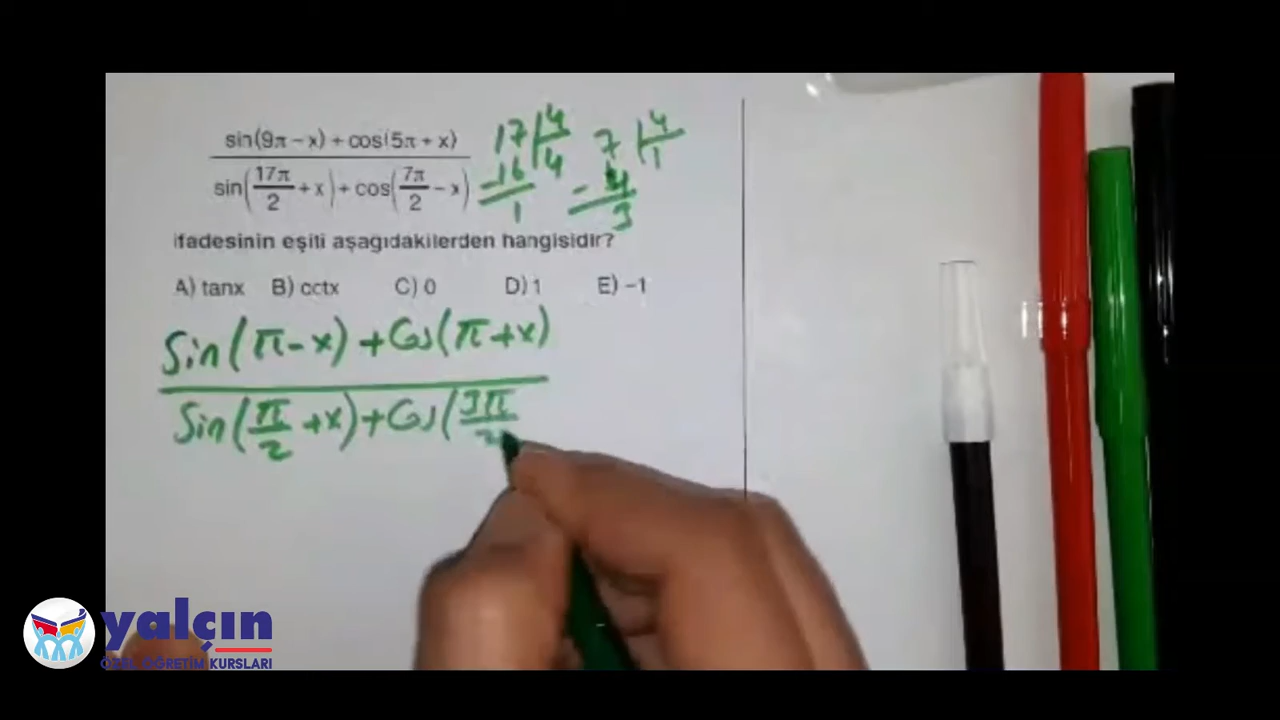 sin(9π − x) + cos(5π + x)
sin(17π/2 + x) + cos(7π/2 − x)
17 | 4
−16 4
1
7 | 4
− 4 1
3
ifadesinin eşiti aşağıdakilerden hangisidir?
A) tanx B) cotx C) 0 D) 1 E) −1
Sin(π − x) + Cos(π + x)
Sin(π/2 + x) + Cos(3π/2
yalçın
ÖZEL ÖĞRETİM KURSLARI